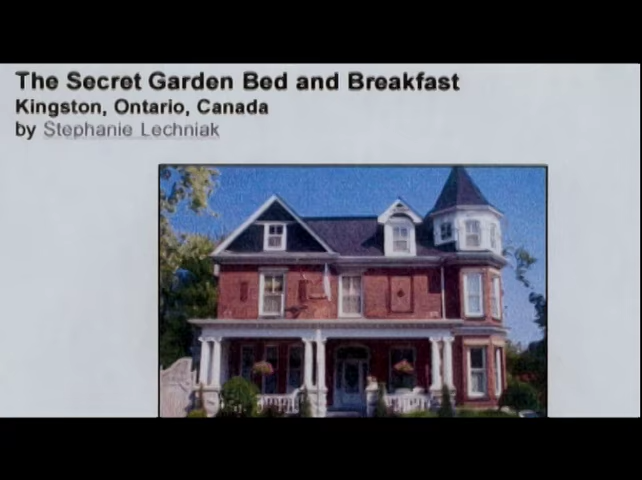 The Secret Garden Bed and Breakfast
Kingston, Ontario, Canada
by Stephanie Lechniak